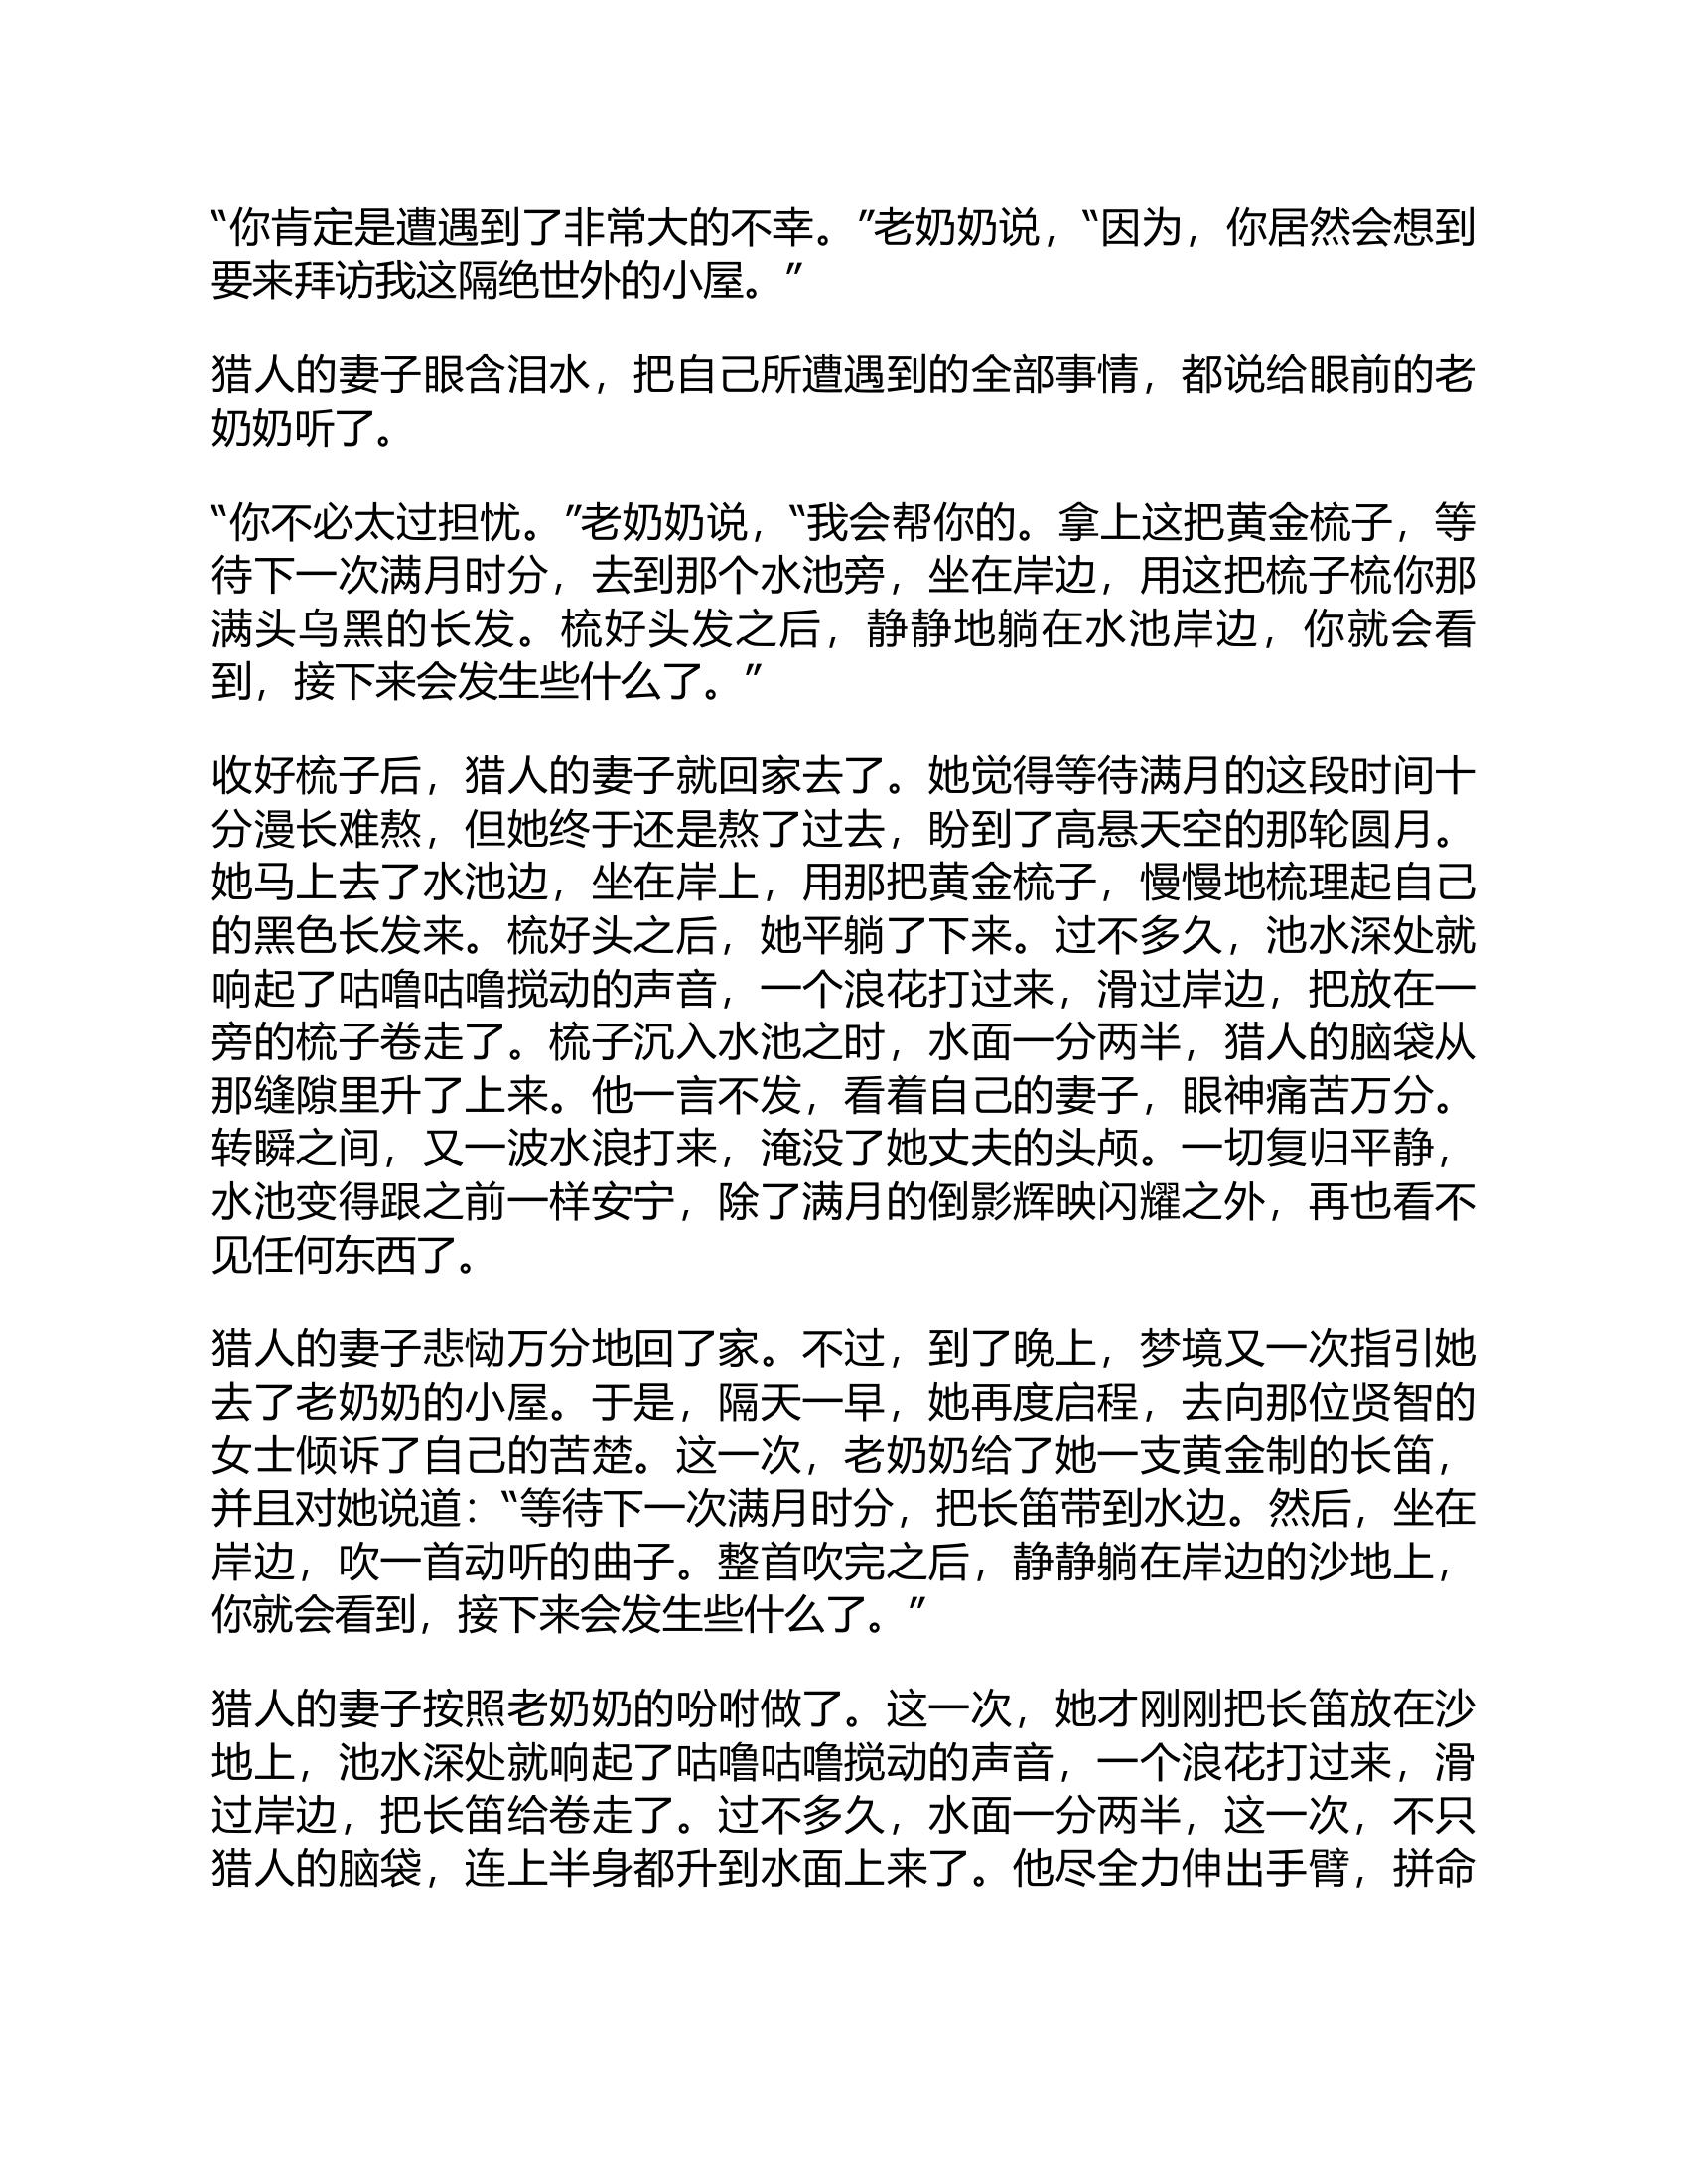 “你肯定是遭遇到了非常大的不幸。”老奶奶说，“因为，你居然会想到
要来拜访我这隔绝世外的小屋。”
猎人的妻子眼含泪水，把自己所遭遇到的全部事情，都说给眼前的老
奶奶听了。
“你不必太过担忧。”老奶奶说，“我会帮你的。拿上这把黄金梳子，等
待下一次满月时分，去到那个水池旁，坐在岸边，用这把梳子梳你那
满头乌黑的长发。梳好头发之后，静静地躺在水池岸边，你就会看
到，接下来会发生些什么了。”
收好梳子后，猎人的妻子就回家去了。她觉得等待满月的这段时间十
分漫长难熬，但她终于还是熬了过去，盼到了高悬天空的那轮圆月。
她马上去了水池边，坐在岸上，用那把黄金梳子，慢慢地梳理起自己
的黑色长发来。梳好头之后，她平躺了下来。过不多久，池水深处就
响起了咕噜咕噜搅动的声音，一个浪花打过来，滑过岸边，把放在一
旁的梳子卷走了。梳子沉入水池之时，水面一分两半，猎人的脑袋从
那缝隙里升了上来。他一言不发，看着自己的妻子，眼神痛苦万分。
转瞬之间，又一波水浪打来，淹没了她丈夫的头颅。一切复归平静，
水池变得跟之前一样安宁，除了满月的倒影辉映闪耀之外，再也看不
见任何东西了。
猎人的妻子悲恸万分地回了家。不过，到了晚上，梦境又一次指引她
去了老奶奶的小屋。于是，隔天一早，她再度启程，去向那位贤智的
女士倾诉了自己的苦楚。这一次，老奶奶给了她一支黄金制的长笛，
并且对她说道：“等待下一次满月时分，把长笛带到水边。然后，坐在
岸边，吹一首动听的曲子。整首吹完之后，静静躺在岸边的沙地上，
你就会看到，接下来会发生些什么了。”
猎人的妻子按照老奶奶的吩咐做了。这一次，她才刚刚把长笛放在沙
地上，池水深处就响起了咕噜咕噜搅动的声音，一个浪花打过来，滑
过岸边，把长笛给卷走了。过不多久，水面一分两半，这一次，不只
猎人的脑袋，连上半身都升到水面上来了。他尽全力伸出手臂，拼命